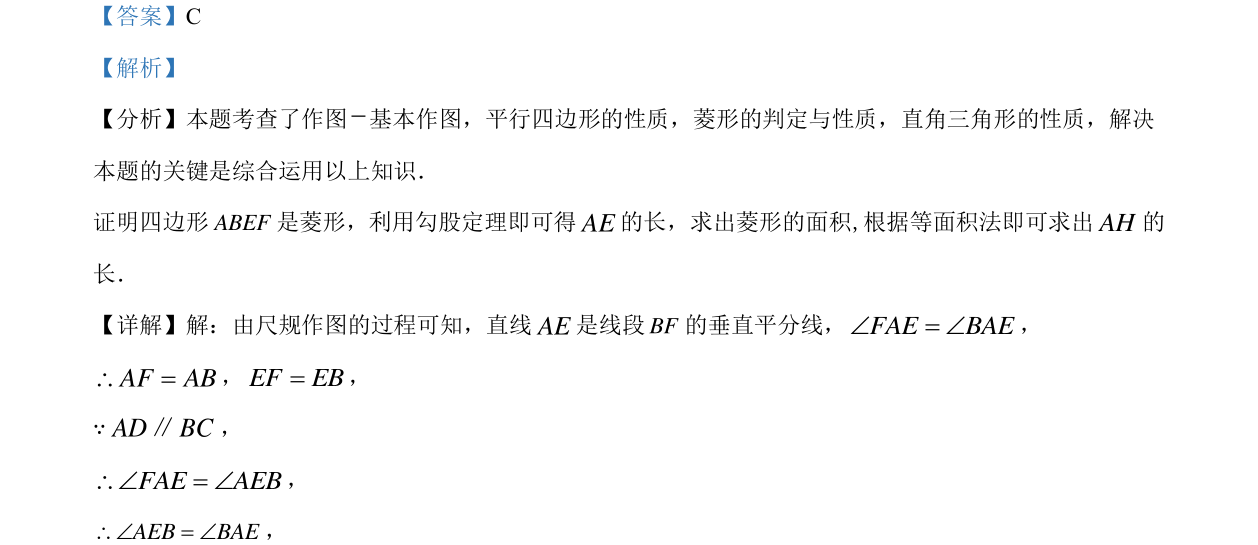 【答案】C
【解析】
【分析】本题考查了作图－基本作图，平行四边形的性质，菱形的判定与性质，直角三角形的性质，解决
本题的关键是综合运用以上知识．
证明四边形 ABEF 是菱形，利用勾股定理即可得 AE 的长，求出菱形的面积,根据等面积法即可求出 AH 的
长．
【详解】解：由尺规作图的过程可知，直线 AE 是线段 BF 的垂直平分线，∠FAE = ∠BAE，
∴ AF = AB，EF = EB，
∵ AD ∥ BC，
∴ ∠FAE = ∠AEB，
∴ ∠AEB = ∠BAE，